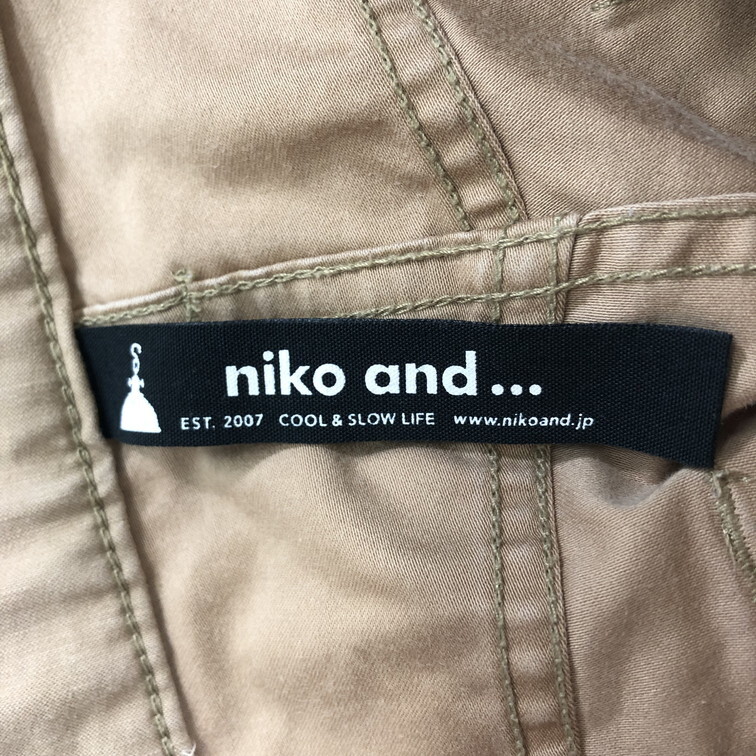 niko and ...
EST. 2007 COOL & SLOW LIFE www.nikoand.jp